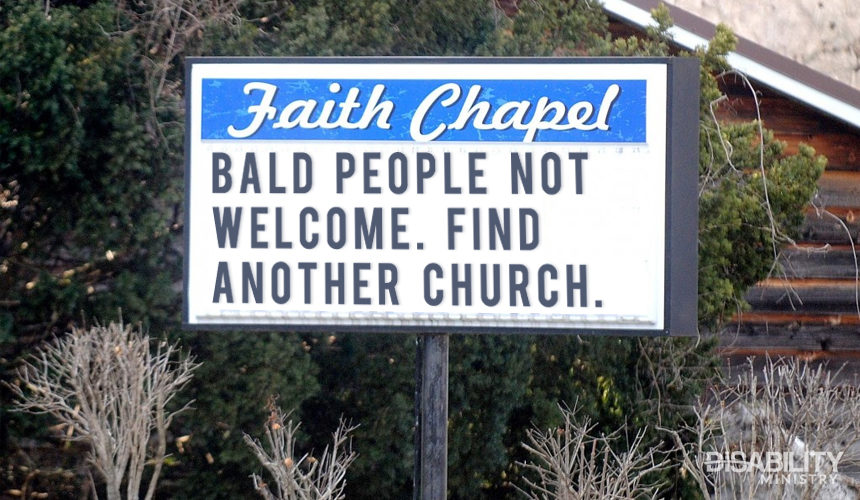 Faith Chapel
BALD PEOPLE NOT
WELCOME. FIND
ANOTHER CHURCH.
DISABILITY
MINISTRY